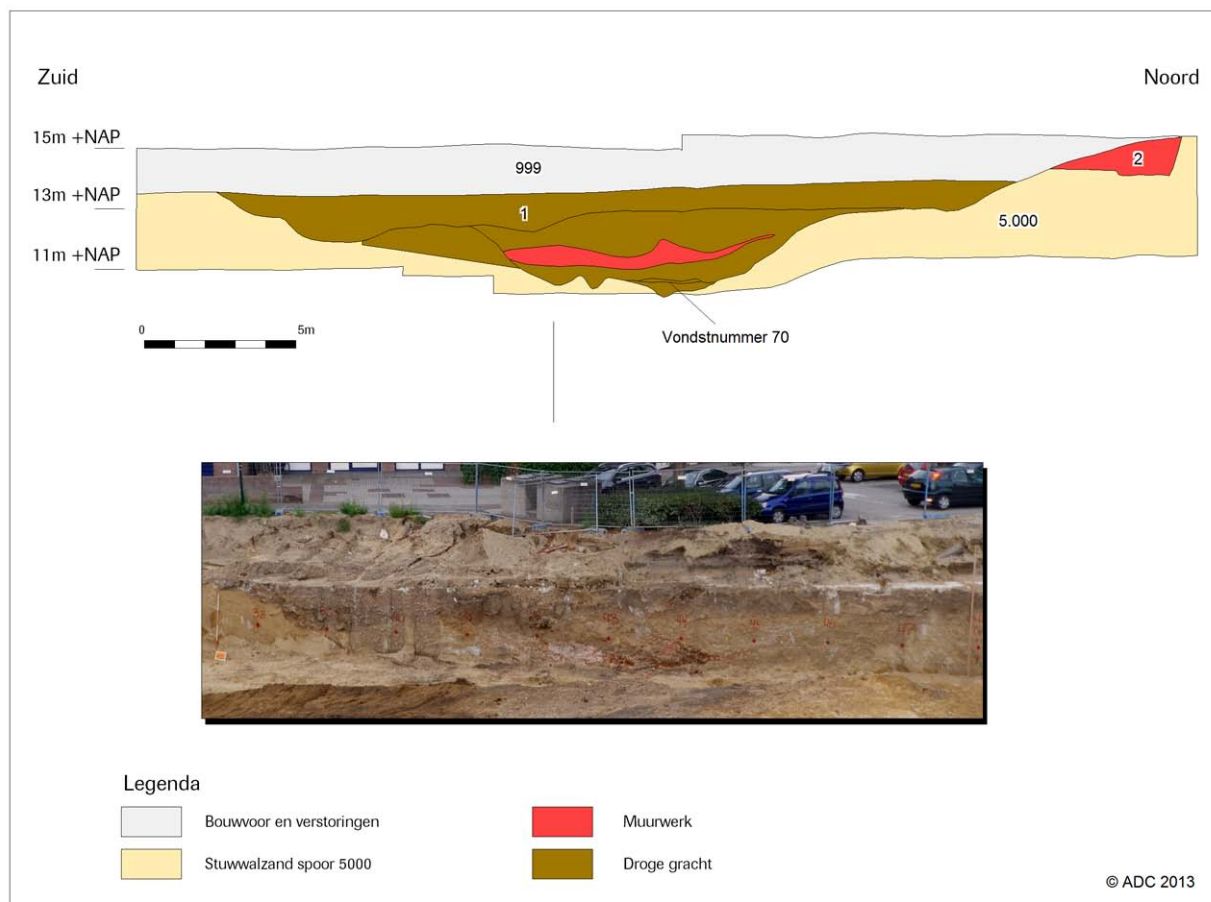 Zuid
Noord
15m +NAP
13m +NAP
11m +NAP
999
2
1
5.000
0
5m
Vondstnummer 70
Legenda
Bouwvoor en verstoringen
Muurwerk
Stuwwalzand spoor 5000
Droge gracht
© ADC 2013